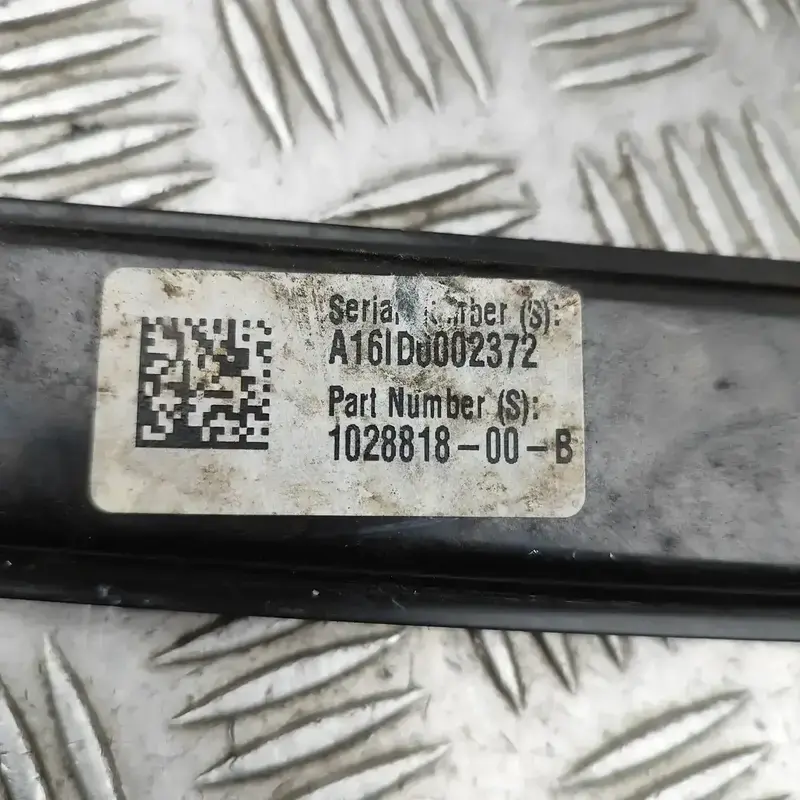 Serial Number (S):
A16ID0002372
Part Number (S):
1028818-00-B